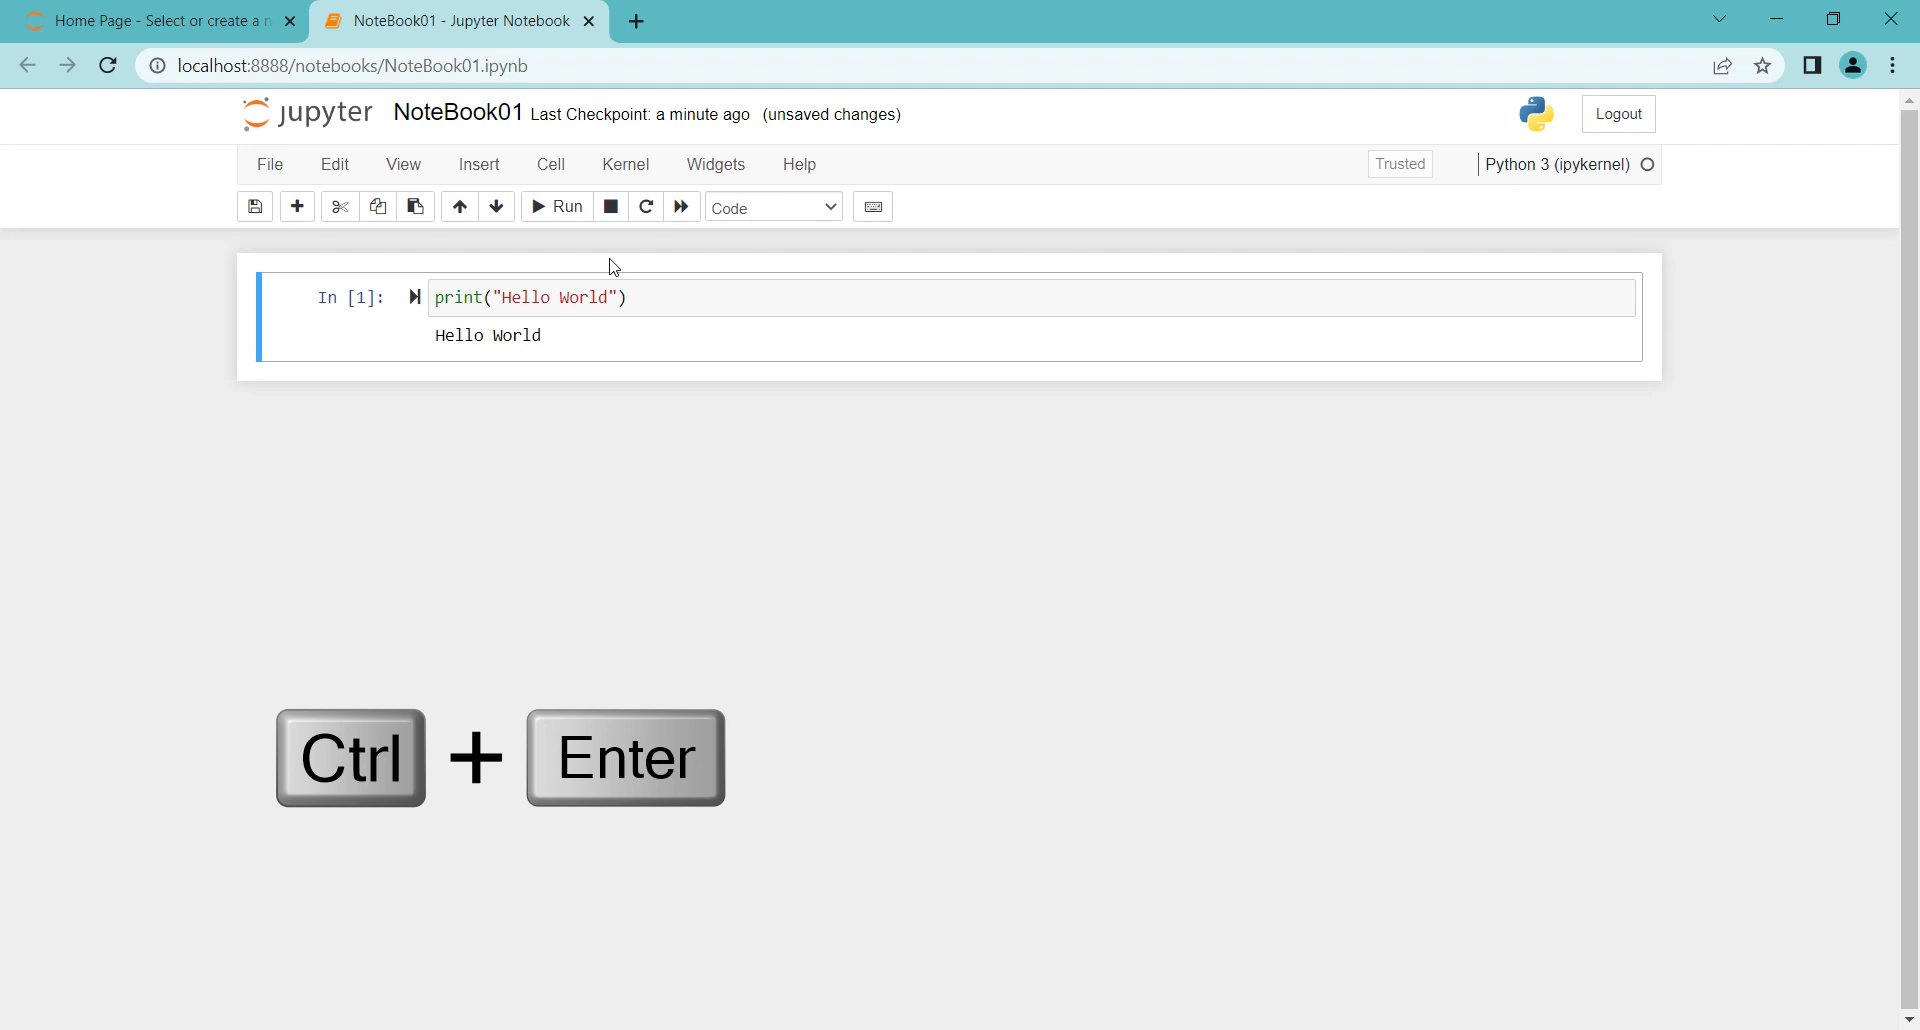 Home Page - Select or create a n
NoteBook01 - Jupyter Notebook
localhost:8888/notebooks/NoteBook01.ipynb
jupyter NoteBook01 Last Checkpoint: a minute ago (unsaved changes)
Logout
File Edit View Insert Cell Kernel Widgets Help
Trusted
Python 3 (ipykernel)
Run
Code
In [1]: print("Hello World")
Hello World
Ctrl + Enter